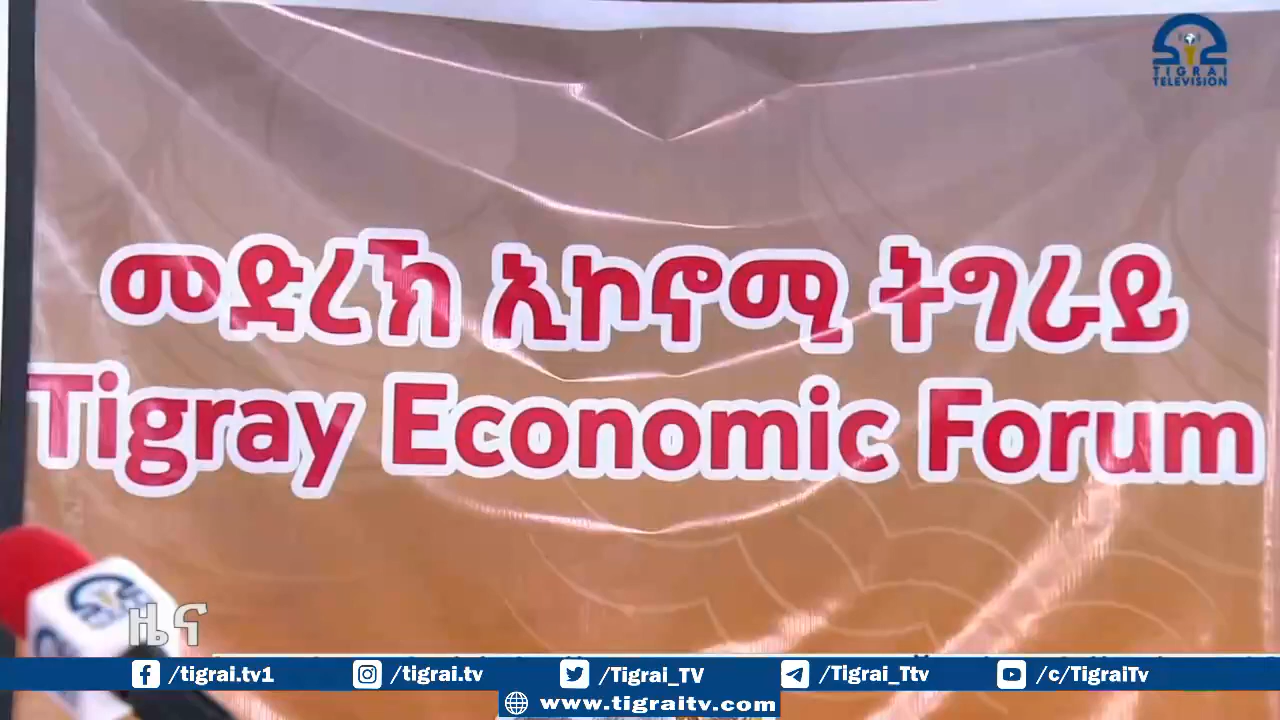 TIGRAI
TELEVISION
መድረኽ ኢኮኖሚ ትግራይ
Tigray Economic Forum
ዜና
/tigrai.tv1
/tigrai.tv
/Tigrai_TV
/Tigrai_Ttv
/c/TigraiTv
www.tigraitv.com